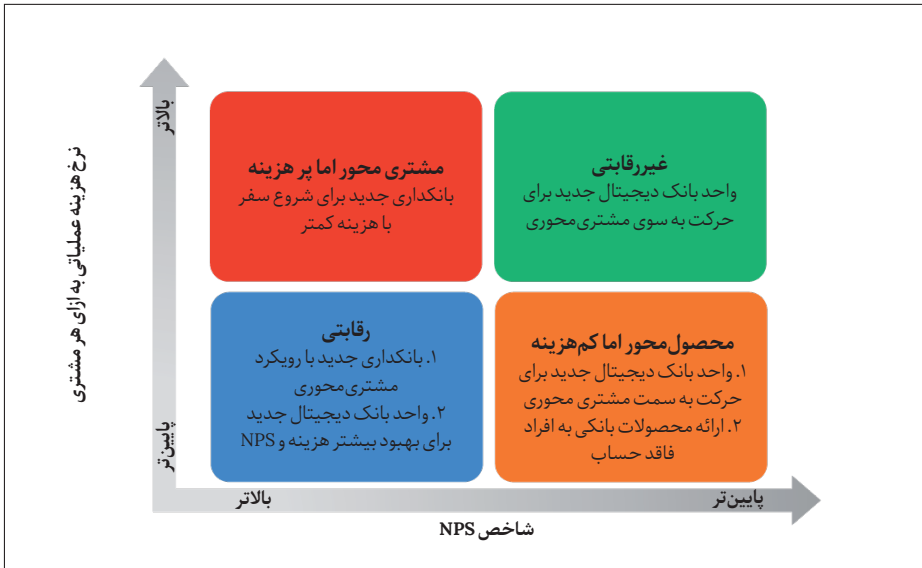 نرخ هزینه عملیاتی به ازای هر مشتری
بالاتر
پایین‌تر
غیررقابتی
واحد بانک دیجیتال جدید برای
حرکت به سوی مشتری‌محوری
مشتری محور اما پر هزینه
بانکداری جدید برای شروع سفر
با هزینه کمتر
محصول‌محور اما کم‌هزینه
۱. واحد بانک دیجیتال جدید برای
حرکت به سمت مشتری محوری
۲. ارائه محصولات بانکی به افراد
فاقد حساب
رقابتی
۱. بانکداری جدید با رویکرد
مشتری‌محوری
۲. واحد بانک دیجیتال جدید
برای بهبود بیشتر هزینه و NPS
پایین‌تر
بالاتر
شاخص NPS